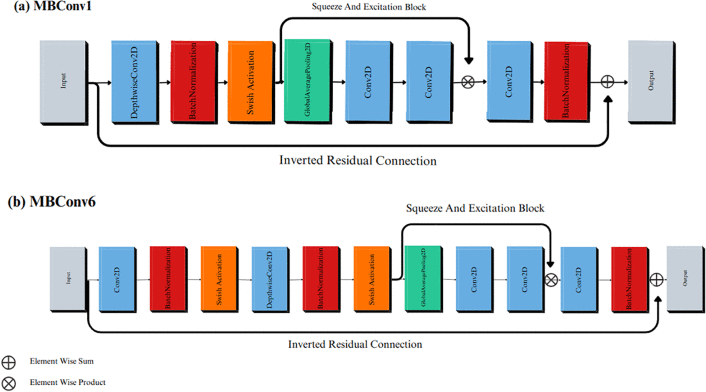 Squeeze And Excitation Block
(a) MBConv1
Input
DepthwiseConv2D
BatchNormalization
Swish Activation
GlobalAveragePooling2D
Conv2D
Conv2D
Conv2D
BatchNormalization
Output
Inverted Residual Connection
(b) MBConv6
Squeeze And Excitation Block
Input
Conv2D
BatchNormalization
Swish Activation
DepthwiseConv2D
BatchNormalization
Swish Activation
GlobalAveragePooling2D
Conv2D
Conv2D
Conv2D
BatchNormalization
Output
Inverted Residual Connection
Element Wise Sum
Element Wise Product